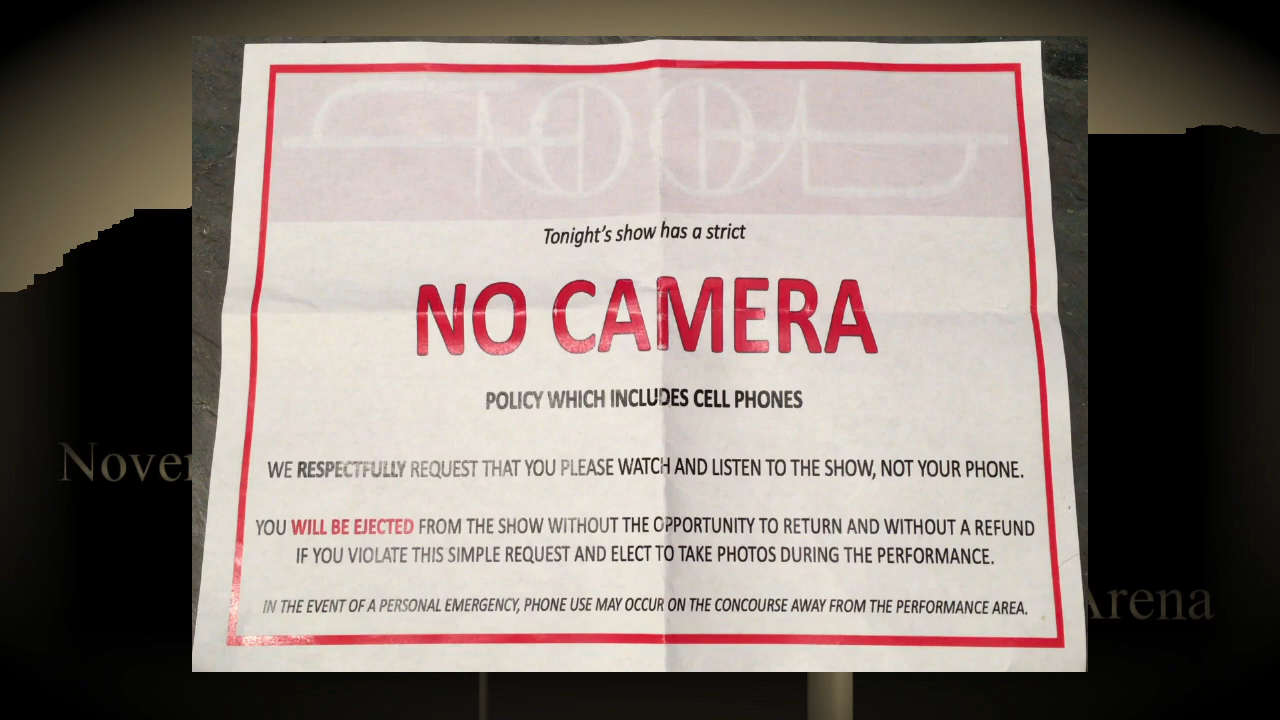 TOOL
Tonight's show has a strict
NO CAMERA
POLICY WHICH INCLUDES CELL PHONES
WE RESPECTFULLY REQUEST THAT YOU PLEASE WATCH AND LISTEN TO THE SHOW, NOT YOUR PHONE.
YOU WILL BE EJECTED FROM THE SHOW WITHOUT THE OPPORTUNITY TO RETURN AND WITHOUT A REFUND
IF YOU VIOLATE THIS SIMPLE REQUEST AND ELECT TO TAKE PHOTOS DURING THE PERFORMANCE.
IN THE EVENT OF A PERSONAL EMERGENCY, PHONE USE MAY OCCUR ON THE CONCOURSE AWAY FROM THE PERFORMANCE AREA.
Arena